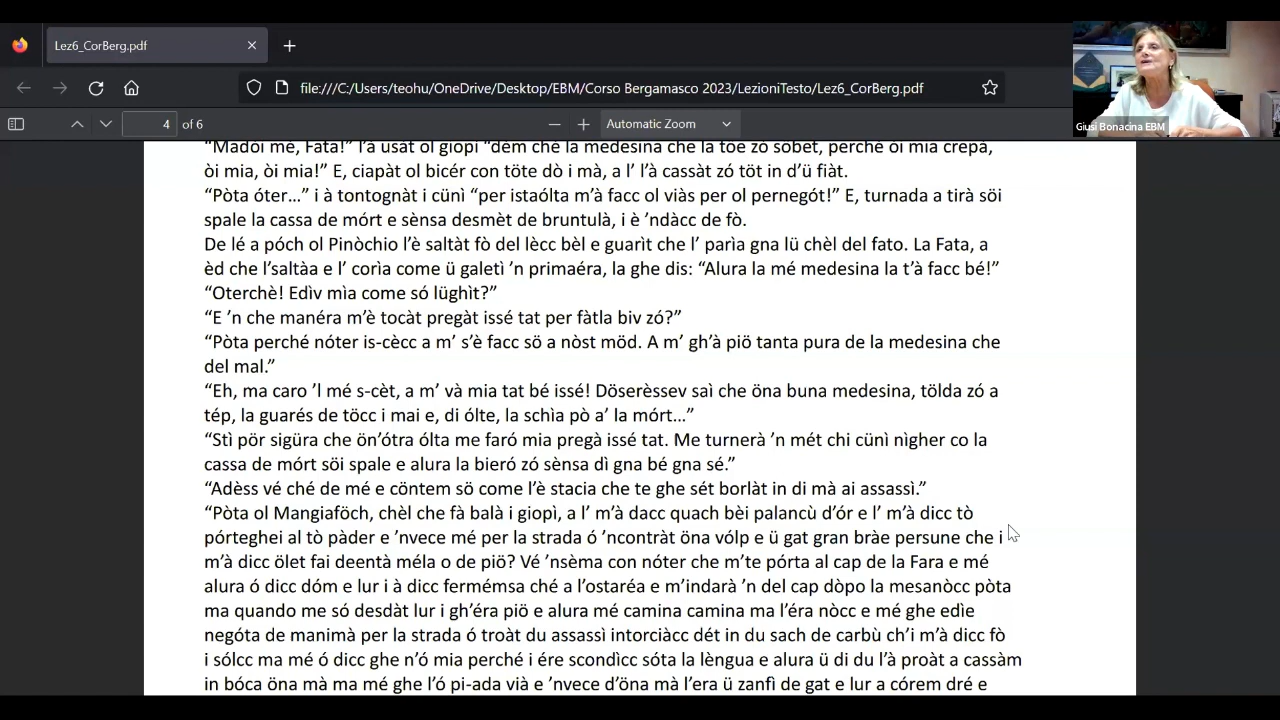 Lez6_CorBerg.pdf
file:///C:/Users/teohu/OneDrive/Desktop/EBM/Corso Bergamasco 2023/LezioniTesto/Lez6_CorBerg.pdf
4 of 6
Automatic Zoom
Giusi Bonacina EBM
“Madòi mé, Fata!” l’à üsàt ol giopì “dém ché la medesina che la töe zó söbet, perché öi mia crepà,
òi mia, òi mia!” E, ciapàt ol bicér con töte dò i mà, a l’ l’à cassàt zó töt in d’ü fiàt.
“Pòta óter…” i à tontognàt i cünì “per istaólta m’à facc ol viàs per ol pernegót!” E, turnada a tirà söi
spale la cassa de mórt e sènsa desmèt de bruntulà, i è ’ndàcc de fò.
De lé a póch ol Pinòchio l’è saltàt fò del lècc bèl e guarìt che l’ parìa gna lü chèl del fato. La Fata, a
èd che l’saltàa e l’ corìa come ü galetì ’n primaéra, la ghe dis: “Alura la mé medesina la t’à facc bé!”
“Oterchè! Edìv mìa come só lüghìt?”
“E ’n che manéra m’è tocàt pregàt issé tat per fàtla biv zó?”
“Pòta perché nóter is-cècc a m’ s’è facc sö a nòst möd. A m’ gh’à piö tanta pura de la medesina che
del mal.”
“Eh, ma caro ’l mé s-cèt, a m’ và mia tat bé issé! Döserèssev saì che öna buna medesina, tölda zó a
tép, la guarés de töcc i mai e, di ólte, la schìa pò a’ la mórt…”
“Stì pör sigüra che ön’ótra ólta me faró mia pregà issé tat. Me turnerà ’n mét chi cünì nìgher co la
cassa de mórt söi spale e alura la bieró zó sènsa dì gna bé gna sé.”
“Adèss vé ché de mé e cöntem sö come l’è stacia che te ghe sét borlàt in di mà ai assassì.”
“Pòta ol Mangiaföch, chèl che fà balà i giopì, a l’ m’à dacc quach bèi palancù d’ór e l’ m’à dicc tò
pórteghei al tò pàder e ’nvece mé per la strada ó ’ncontràt öna vólp e ü gat gran bràe persune che i
m’à dicc ölet fai deentà méla o de piö? Vé ’nsèma con nóter che m’te pórta al cap de la Fara e mé
alura ó dicc dóm e lur i à dicc fermémsa ché a l’ostaréa e m’indarà ’n del cap dòpo la mesanòcc pòta
ma quando me só desdàt lur i gh’éra piö e alura mé camina camina ma l’éra nòcc e mé ghe edìe
negóta de manimà per la strada ó troàt du assassì intorciàcc dét in du sach de carbù ch’i m’à dicc fò
i sólcc ma mé ó dicc ghe n’ó mia perché i ére scondìcc sóta la lèngua e alura ü di du l’à proàt a cassàm
in bóca öna mà ma mé ghe l’ó pi-ada vià e ’nvece d’öna mà l’era ü zanfì de gat e lur a córem dré e